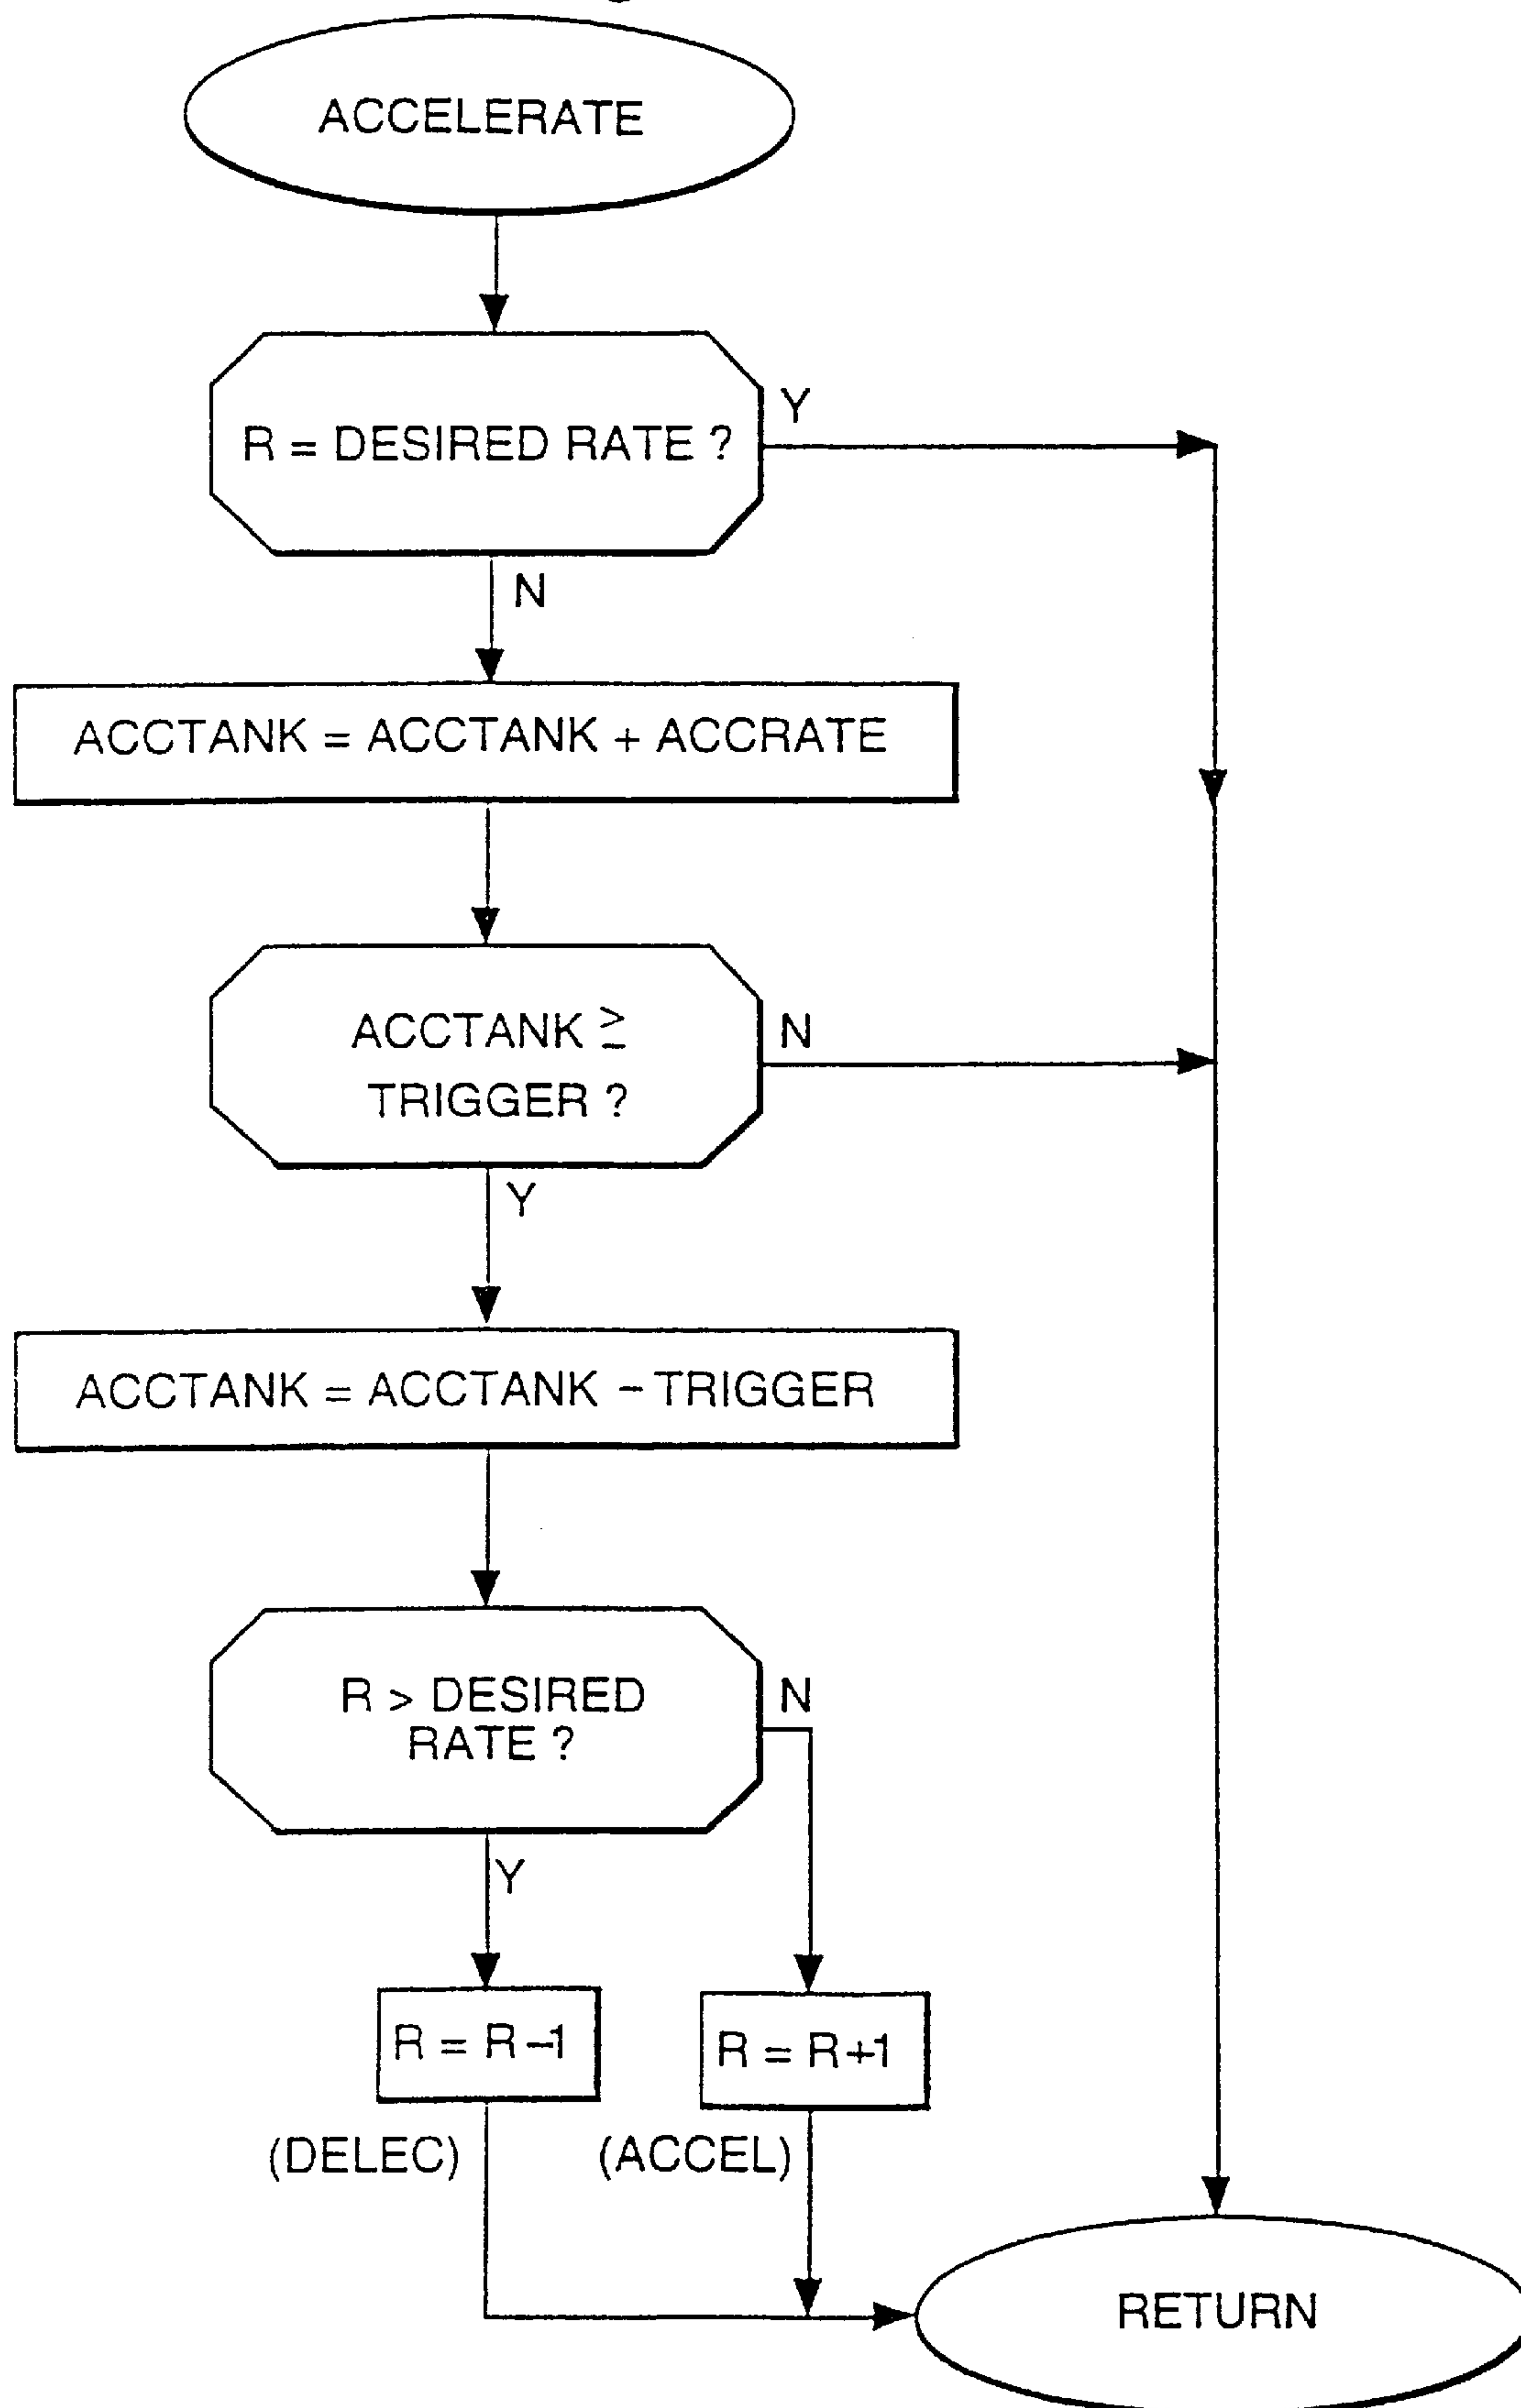 ACCELERATE
R = DESIRED RATE ?
Y
N
ACCTANK = ACCTANK + ACCRATE
ACCTANK ≥
TRIGGER ?
N
Y
ACCTANK = ACCTANK – TRIGGER
R > DESIRED
RATE ?
N
Y
R = R–1
R = R+1
(DELEC)
(ACCEL)
RETURN